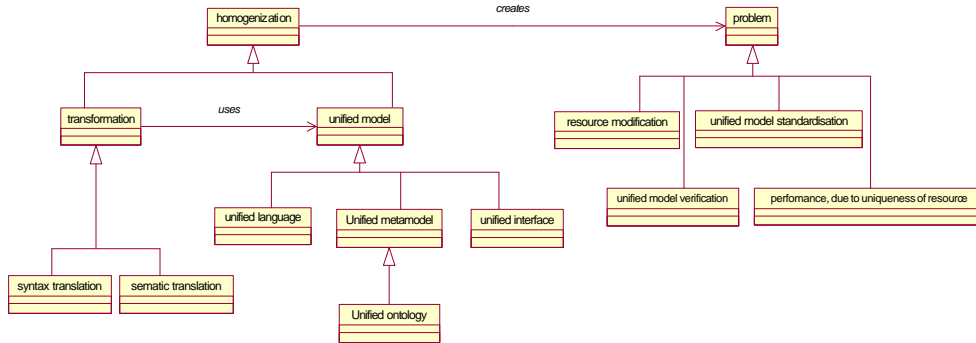 creates
homogenization
problem
transformation
uses
unified model
resource modification
unified model standardisation
unified language
Unified metamodel
unified interface
unified model verification
perfomance, due to uniqueness of resource
syntax translation
sematic translation
Unified ontology